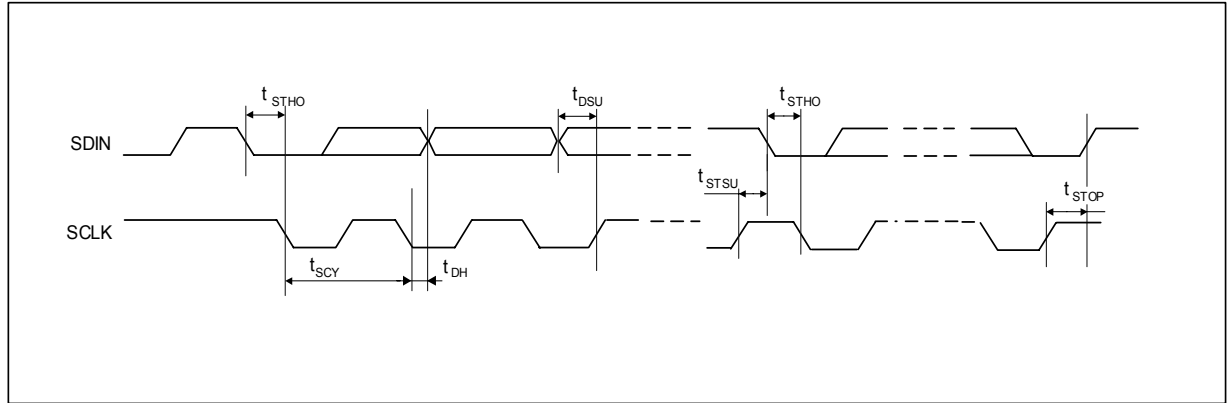 t STHO
t DSU
t STHO
SDIN
t STSU
t STOP
SCLK
t SCY
t DH